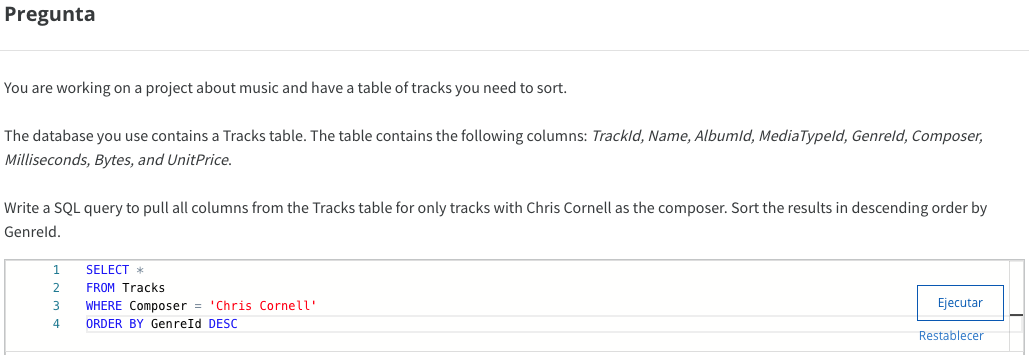 Pregunta
You are working on a project about music and have a table of tracks you need to sort.
The database you use contains a Tracks table. The table contains the following columns: TrackId, Name, AlbumId, MediaTypeId, GenreId, Composer,
Milliseconds, Bytes, and UnitPrice.
Write a SQL query to pull all columns from the Tracks table for only tracks with Chris Cornell as the composer. Sort the results in descending order by
GenreId.
1 SELECT *
2 FROM Tracks
3 WHERE Composer = 'Chris Cornell'
4 ORDER BY GenreId DESC
Ejecutar
Restablecer